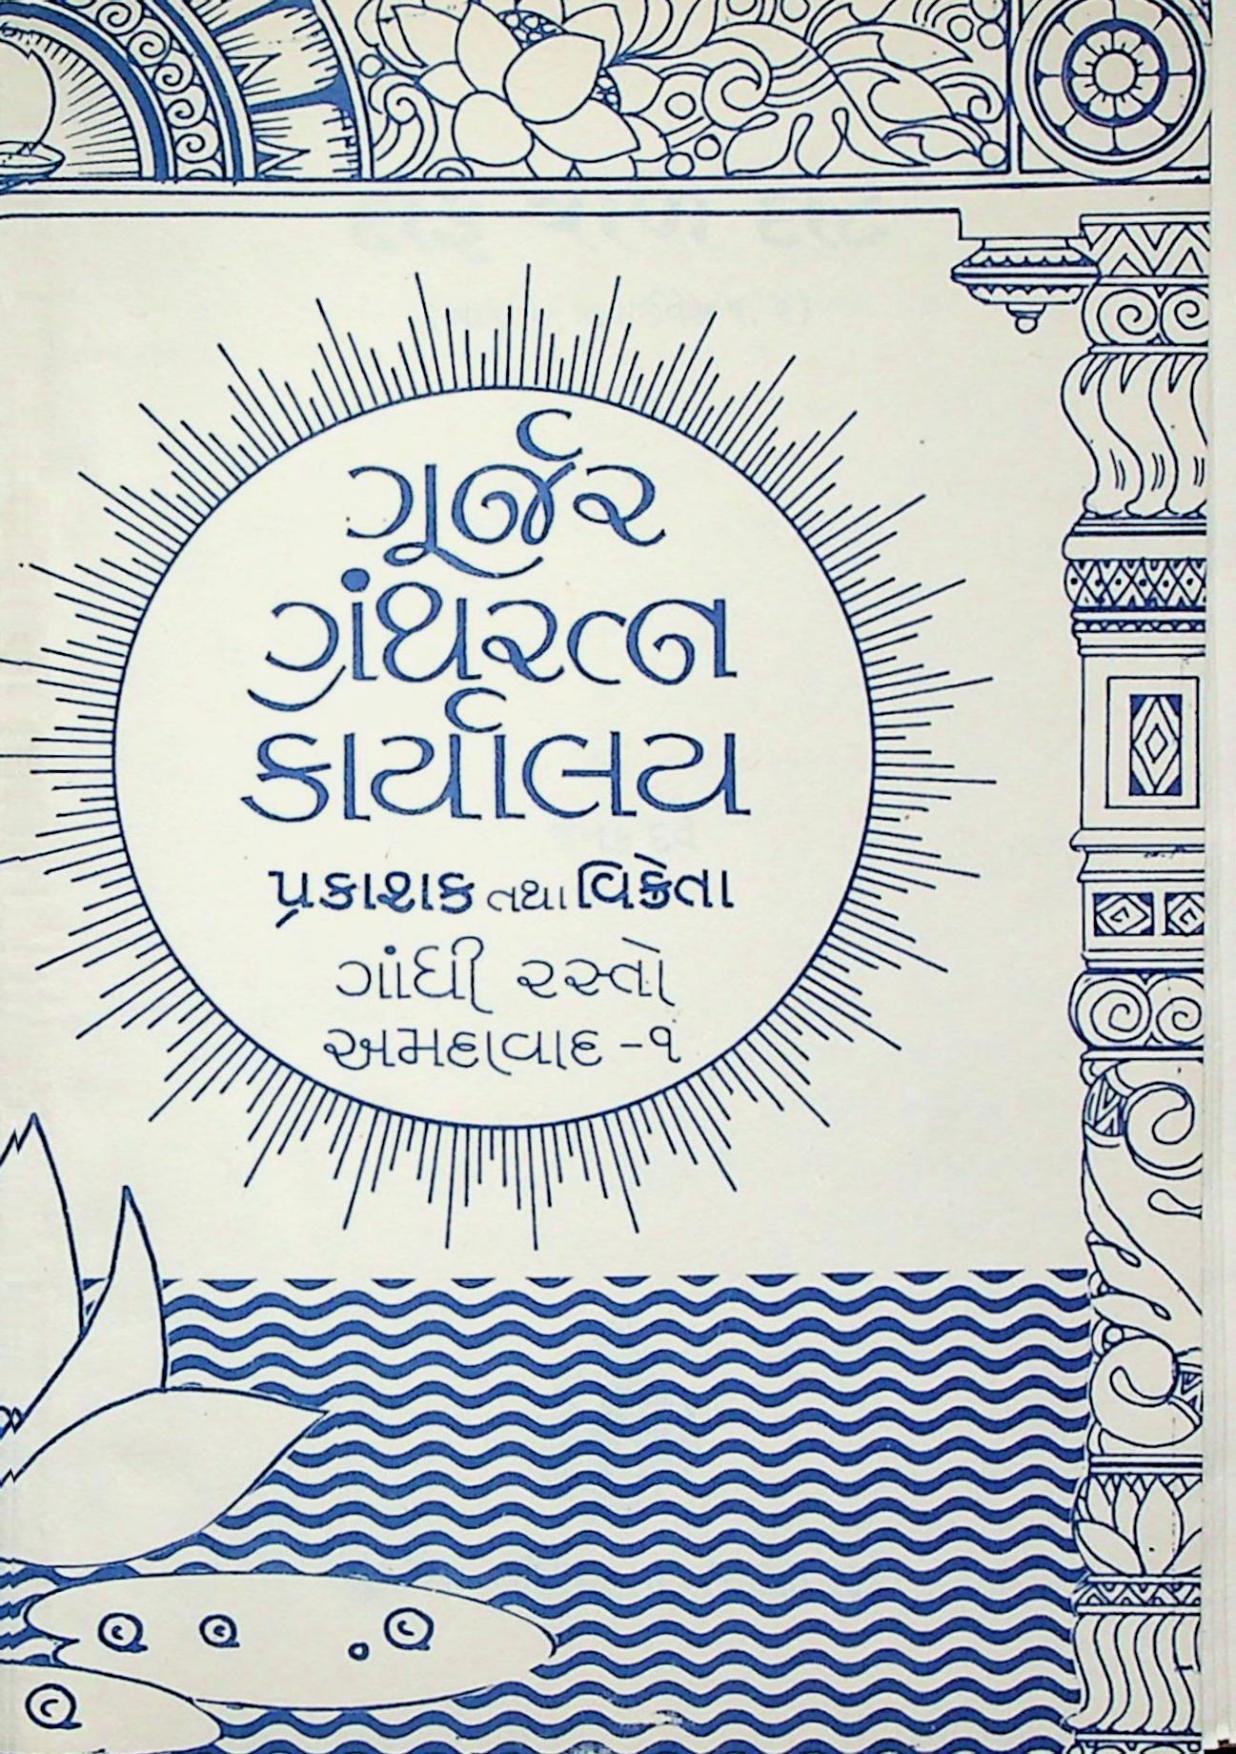 ગૂર્જર
ગ્રંથરત્ન
કાર્યાલય
પ્રકાશક તથા વિક્રેતા
ગાંધી રસ્તો
અમદાવાદ - ૧